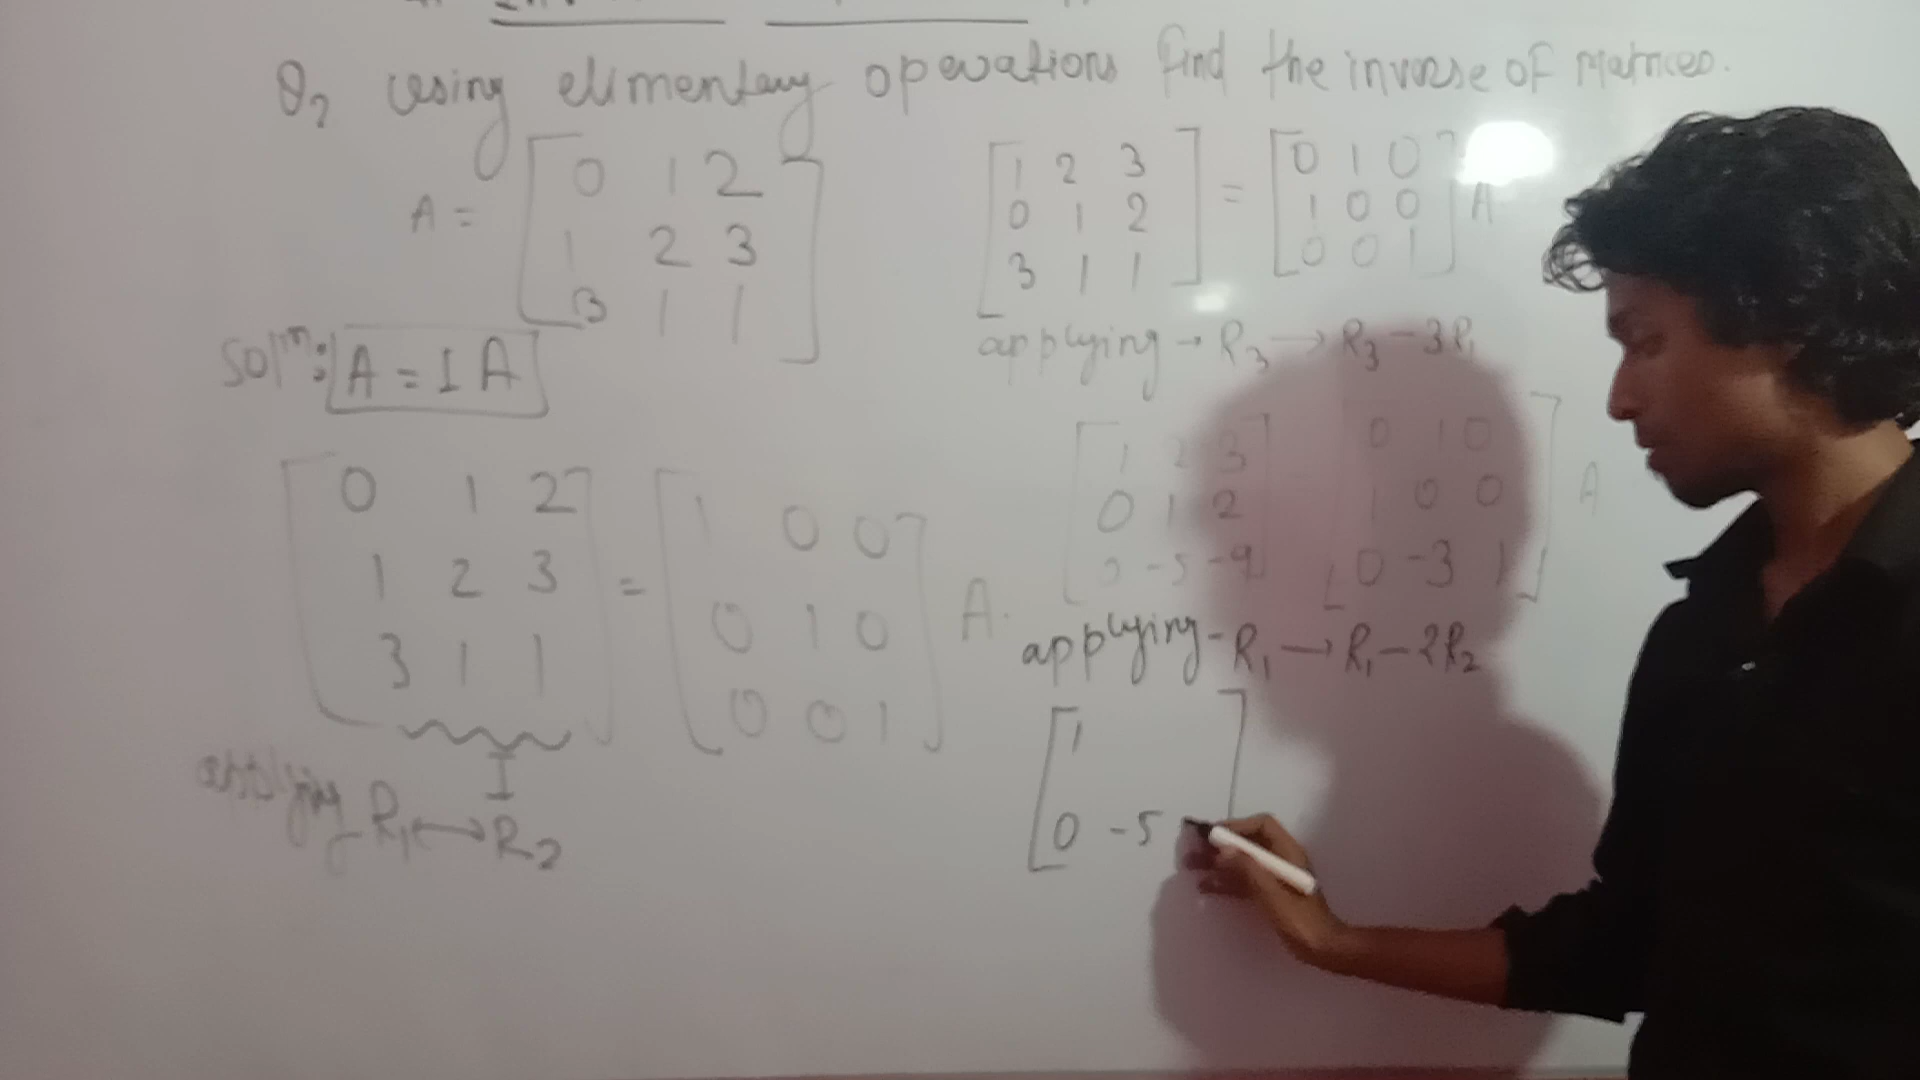 Q2 using elimentary operations find the inverse of Matrices.
A = [0 1 2
1 2 3
3 1 1]
Solⁿ: A = I A
[0 1 2
1 2 3
3 1 1] = [1 0 0
0 1 0
0 0 1] A.
I
applying R1 ↔ R2
[1 2 3
0 1 2
3 1 1] = [0 1 0
1 0 0
0 0 1] A
applying → R3 → R3 - 3R1
[1 2 3
0 1 2
0 -5 -9] [0 1 0
1 0 0
0 -3 1] A
applying - R1 → R1 - 2R2
[1
0 -5 ]